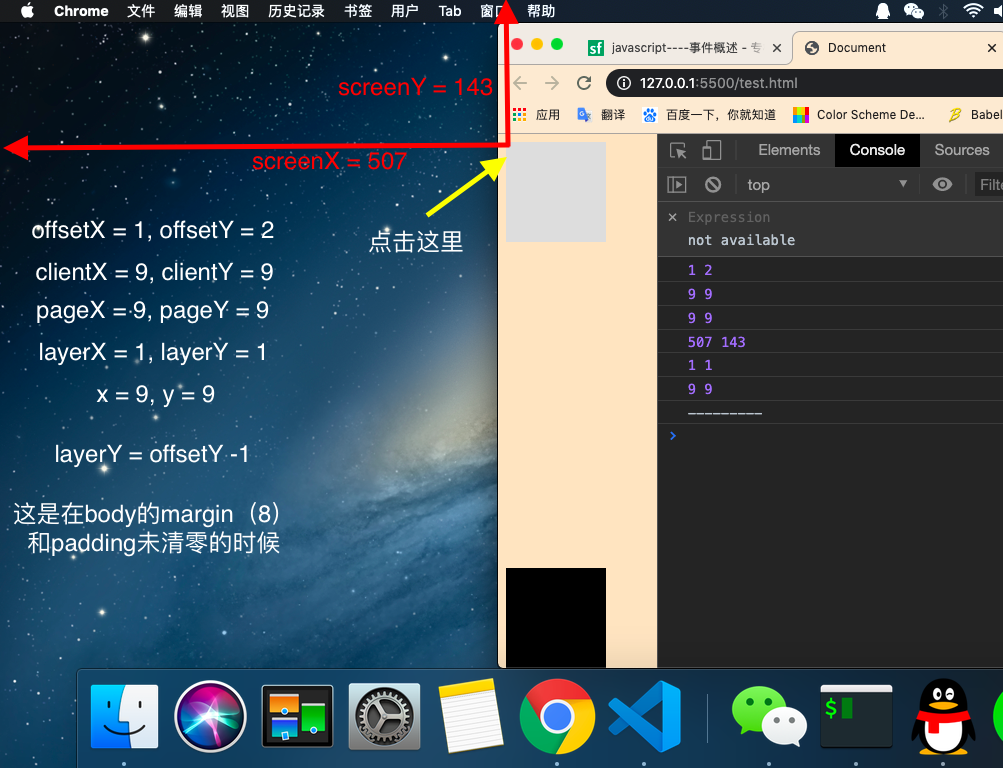 Chrome 文件 编辑 视图 历史记录 书签 用户 Tab 帮助
javascript----事件概述 - 专
Document
127.0.0.1:5500/test.html
应用 翻译 百度一下，你就知道 Color Scheme De... Babel
screenY = 143
screenX = 507
点击这里
offsetX = 1, offsetY = 2
clientX = 9, clientY = 9
pageX = 9, pageY = 9
layerX = 1, layerY = 1
x = 9, y = 9
layerY = offsetY -1
这是在body的margin（8）
和padding未清零的时候
Elements Console Sources
top Filte
Expression
not available
1 2
9 9
9 9
507 143
1 1
9 9
—————————